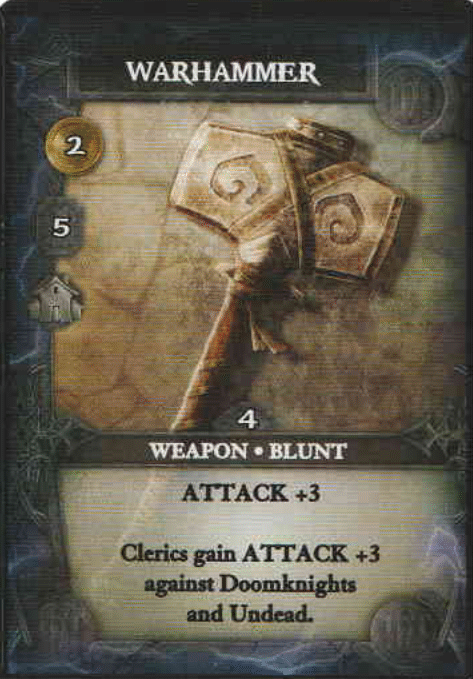 WARHAMMER
2
5
4
WEAPON • BLUNT
ATTACK +3
Clerics gain ATTACK +3
against Doomknights
and Undead.